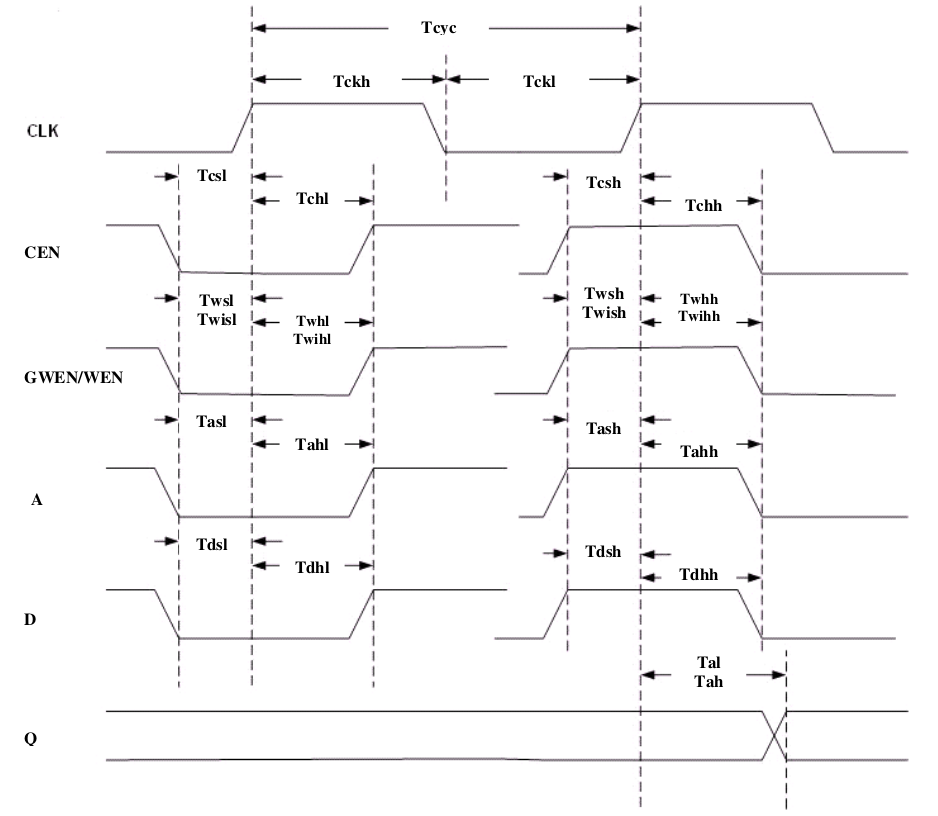 Tcyc
Tckh Tckl
CLK
Tcsl Tcsh
Tchl Tchh
CEN
Twsl Twsh Twhh
Twisl Twhl Twish Twihh
Twihl
GWEN/WEN
Tasl Tash
Tahl Tahh
A
Tdsl Tdsh
Tdhl Tdhh
D
Tal
Tah
Q